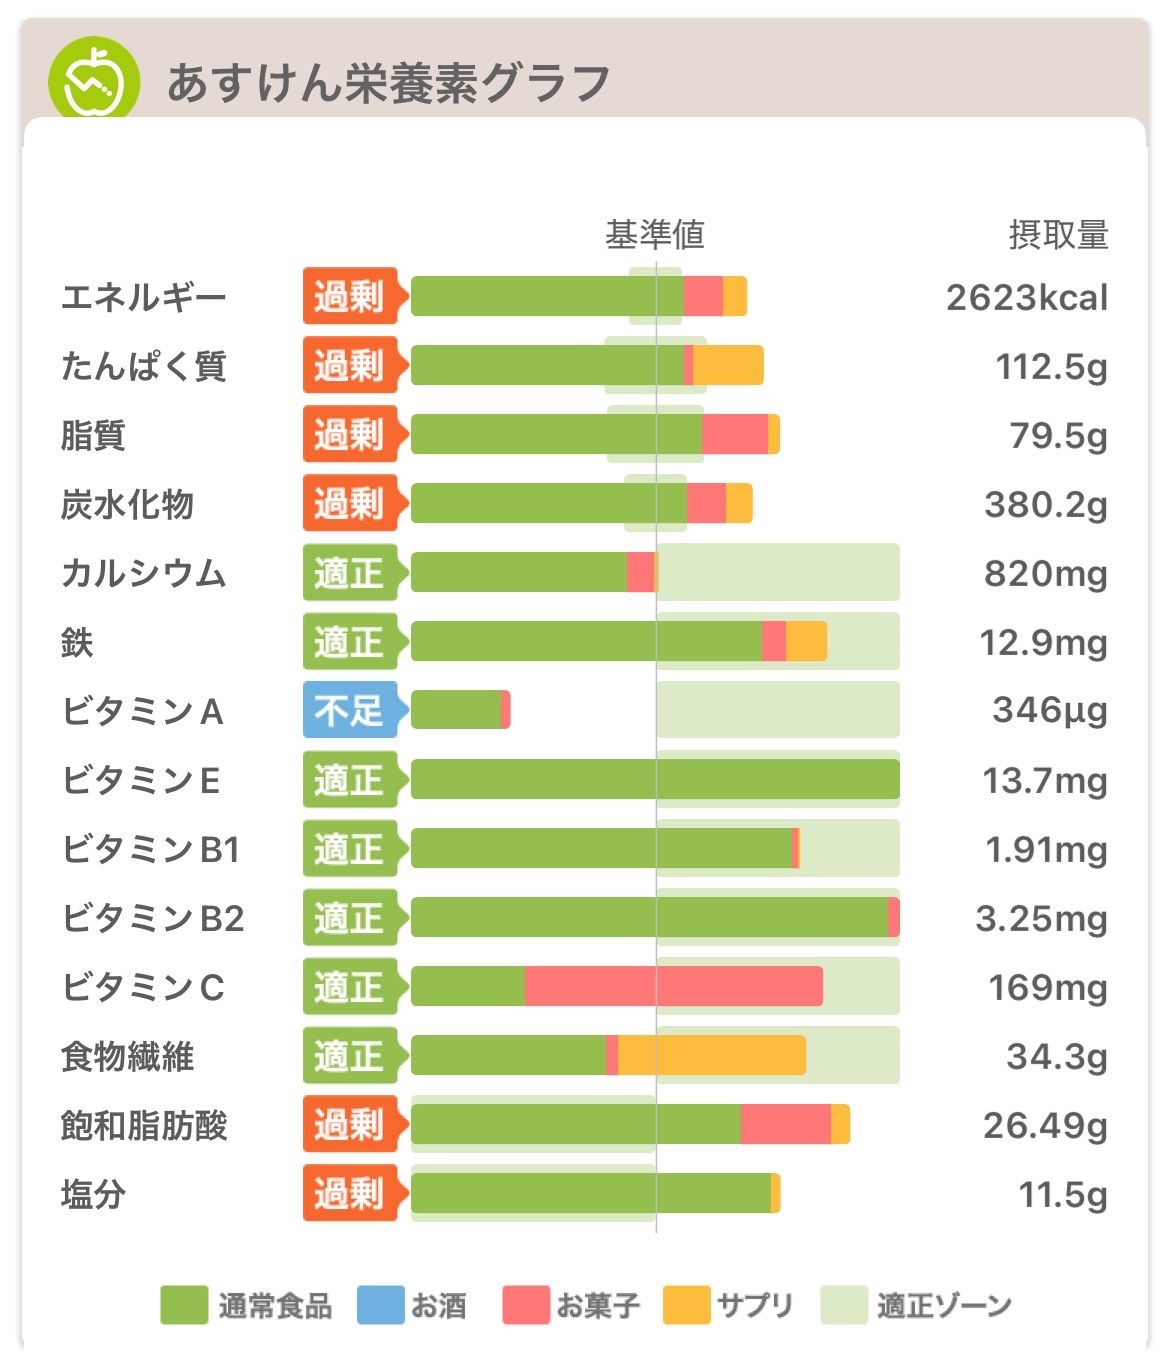 あすけん栄養素グラフ
基準値 摂取量
エネルギー 過剰 2623kcal
たんぱく質 過剰 112.5g
脂質 過剰 79.5g
炭水化物 過剰 380.2g
カルシウム 適正 820mg
鉄 適正 12.9mg
ビタミンA 不足 346μg
ビタミンE 適正 13.7mg
ビタミンB1 適正 1.91mg
ビタミンB2 適正 3.25mg
ビタミンC 適正 169mg
食物繊維 適正 34.3g
飽和脂肪酸 過剰 26.49g
塩分 過剰 11.5g
通常食品 お酒 お菓子 サプリ 適正ゾーン